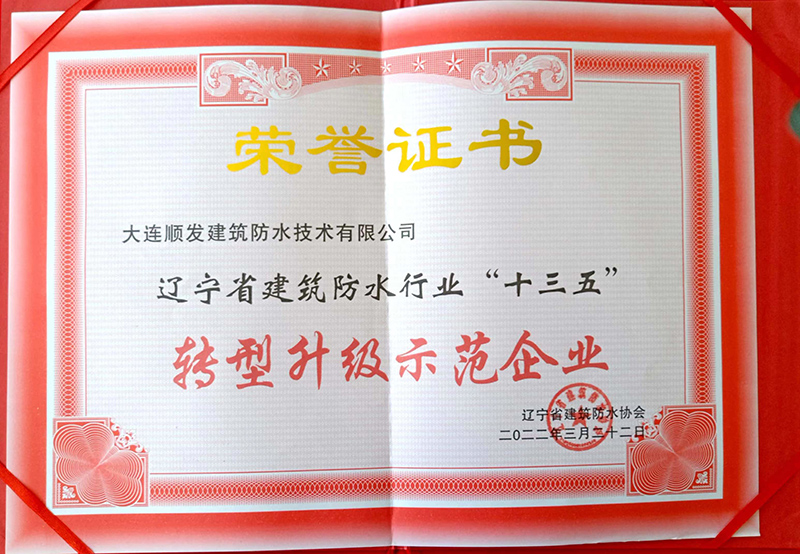 荣誉证书
大连顺发建筑防水技术有限公司
辽宁省建筑防水行业“十三五”
转型升级示范企业
辽宁省建筑防水协会
二〇二二年三月二十二日